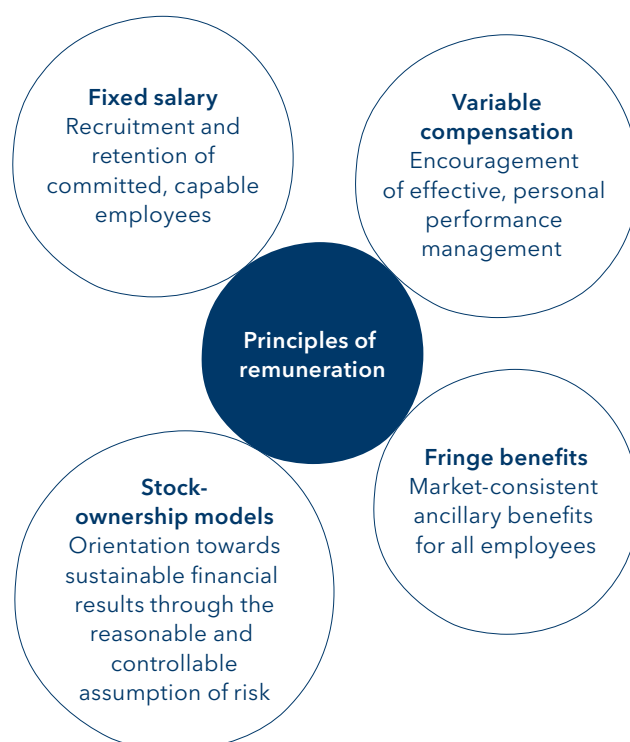 Fixed salary
Recruitment and
retention of
committed, capable
employees
Variable
compensation
Encouragement
of effective, personal
performance
management
Principles of
remuneration
Stock-
ownership models
Orientation towards
sustainable financial
results through the
reasonable and
controllable
assumption of risk
Fringe benefits
Market-consistent
ancillary benefits
for all employees